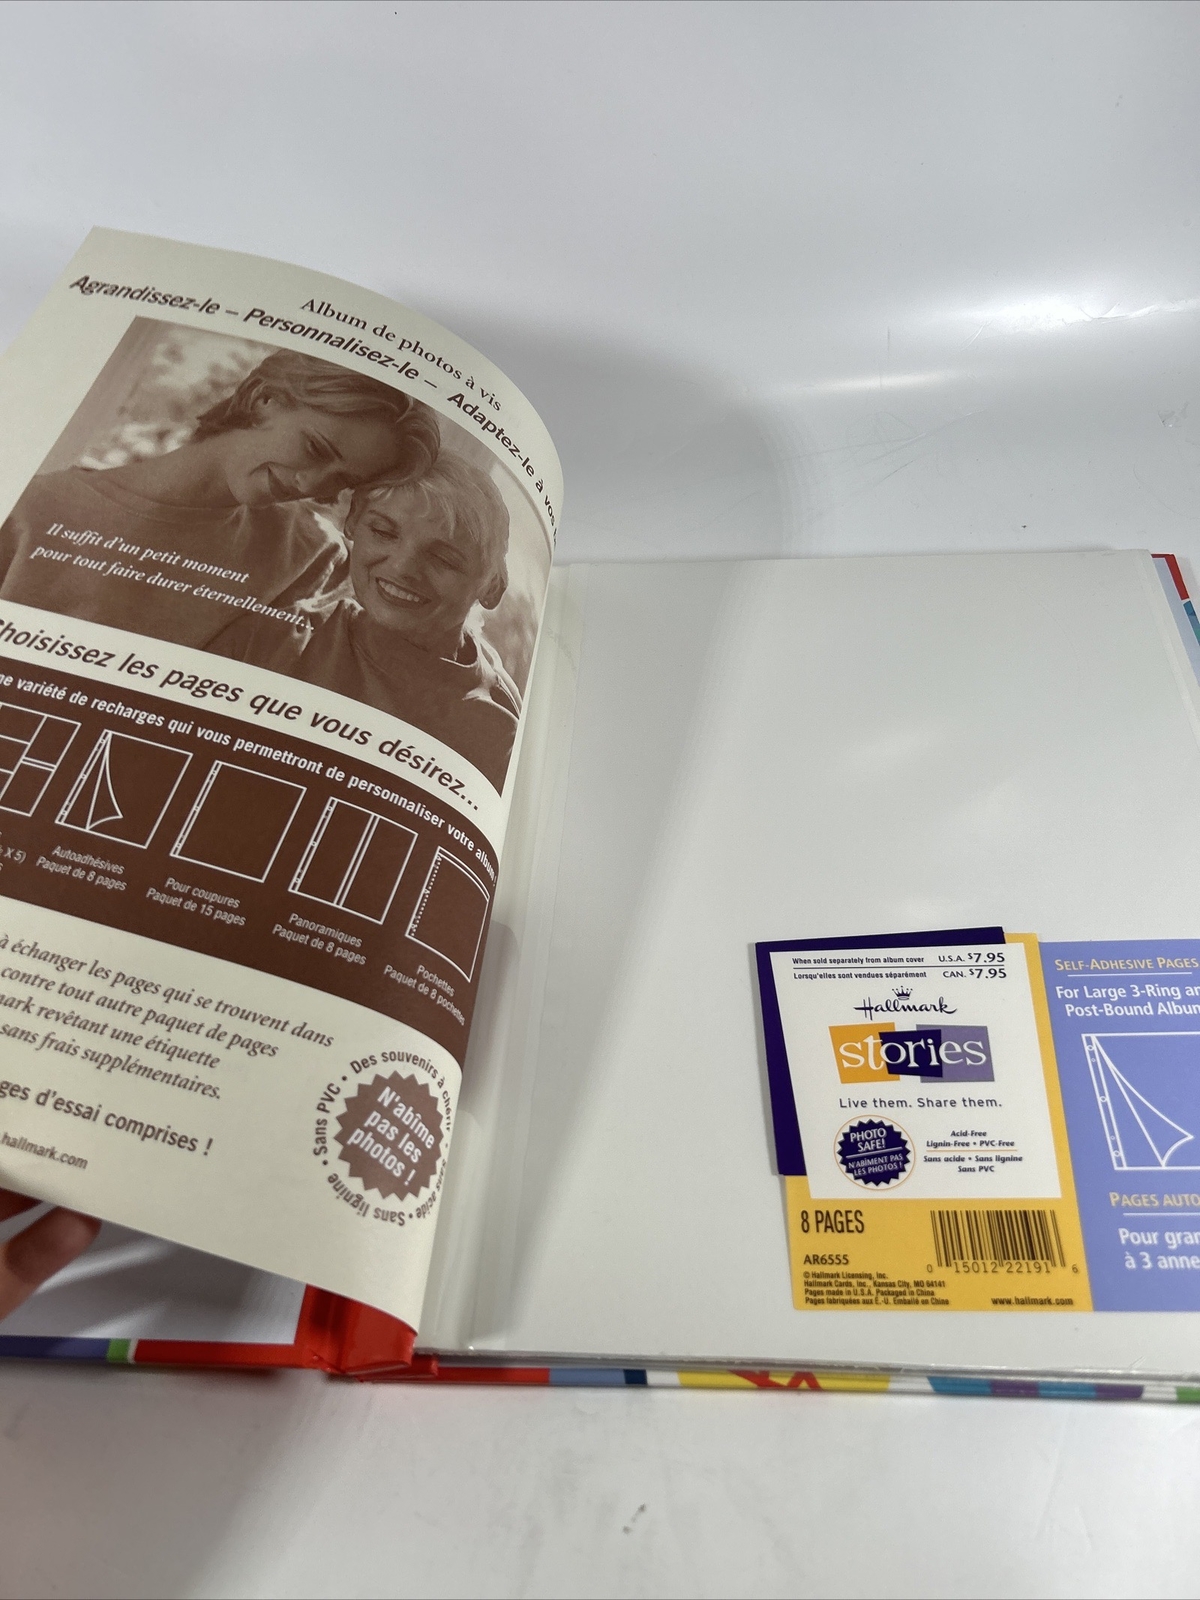 Album de photos à vis
Agrandissez-le – Personnalisez-le – Adaptez-le à vos
Il suffit d'un petit moment
pour tout faire durer éternellement...
Choisissez les pages que vous désirez...
variété de recharges qui vous permettront de personnaliser votre album!
X 5)
Autoadhésives
Paquet de 8 pages
Pour coupures
Paquet de 15 pages
Panoramiques
Paquet de 8 pages
Pochettes
Paquet de 8 pochettes
à échanger les pages qui se trouvent dans
contre tout autre paquet de pages
revêtant une étiquette
sans frais supplémentaires.
d'essai comprises !
hallmark.com
Des souvenirs à chérir • Sans acide • Sans lignine • Sans PVC •
N'abîme
pas les
photos !
When sold separately from album cover U.S.A. $7.95
Lorsqu'elles sont vendues séparément CAN. $7.95
Hallmark
stories
Live them. Share them.
PHOTO
SAFE!
N'ABÎMENT PAS
LES PHOTOS !
Acid-Free
Lignin-Free • PVC-Free
Sans acide • Sans lignine
Sans PVC
8 PAGES
AR6555
0 15012 22191 6
© Hallmark Licensing, Inc.
Hallmark Cards, Inc., Kansas City, MO 64141
Pages made in U.S.A. Packaged in China
Pages fabriquées aux É.-U. Emballé en Chine
www.hallmark.com
SELF-ADHESIVE PAGES
For Large 3-Ring
Post-Bound
PAGES
Pour
à 3